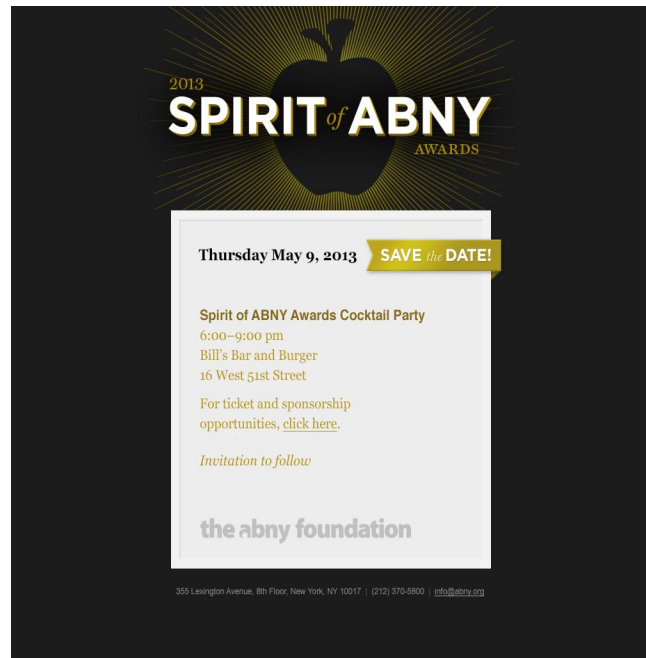 2013
SPIRIT of ABNY
AWARDS
Thursday May 9, 2013
SAVE the DATE!
Spirit of ABNY Awards Cocktail Party
6:00–9:00 pm
Bill's Bar and Burger
16 West 51st Street
For ticket and sponsorship
opportunities, click here.
Invitation to follow
the abny foundation
355 Lexington Avenue, 8th Floor, New York, NY 10017 | (212) 370-5800 | info@abny.org